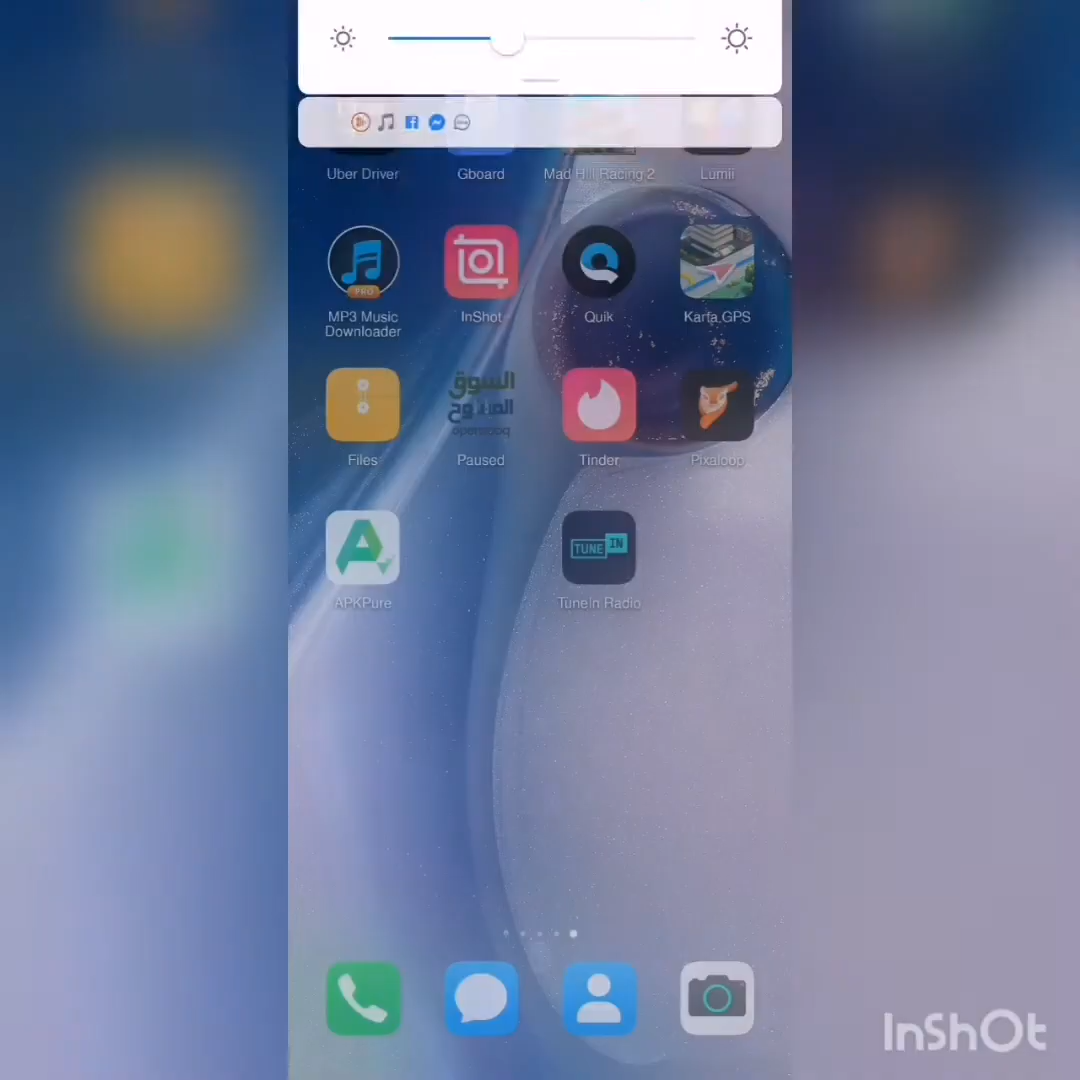 Uber Driver Gboard Mad Hill Racing 2 Lumii
PRO
MP3 Music Downloader InShot Quik Karta GPS
السوق المفتوح
opensooq
Files Paused Tinder Pixaloop
TUNE IN
APKPure TuneIn Radio
InShOt